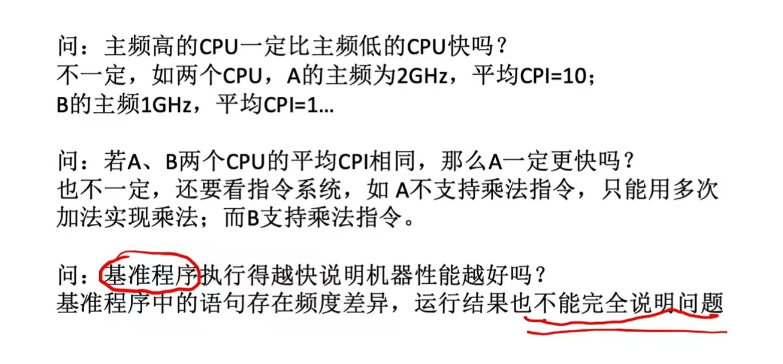 问：主频高的CPU一定比主频低的CPU快吗？
不一定，如两个CPU，A的主频为2GHz，平均CPI=10；
B的主频1GHz，平均CPI=1…
问：若A、B两个CPU的平均CPI相同，那么A一定更快吗？
也不一定，还要看指令系统，如 A不支持乘法指令，只能用多次
加法实现乘法；而B支持乘法指令。
问：基准程序执行得越快说明机器性能越好吗？
基准程序中的语句存在频度差异，运行结果也不能完全说明问题